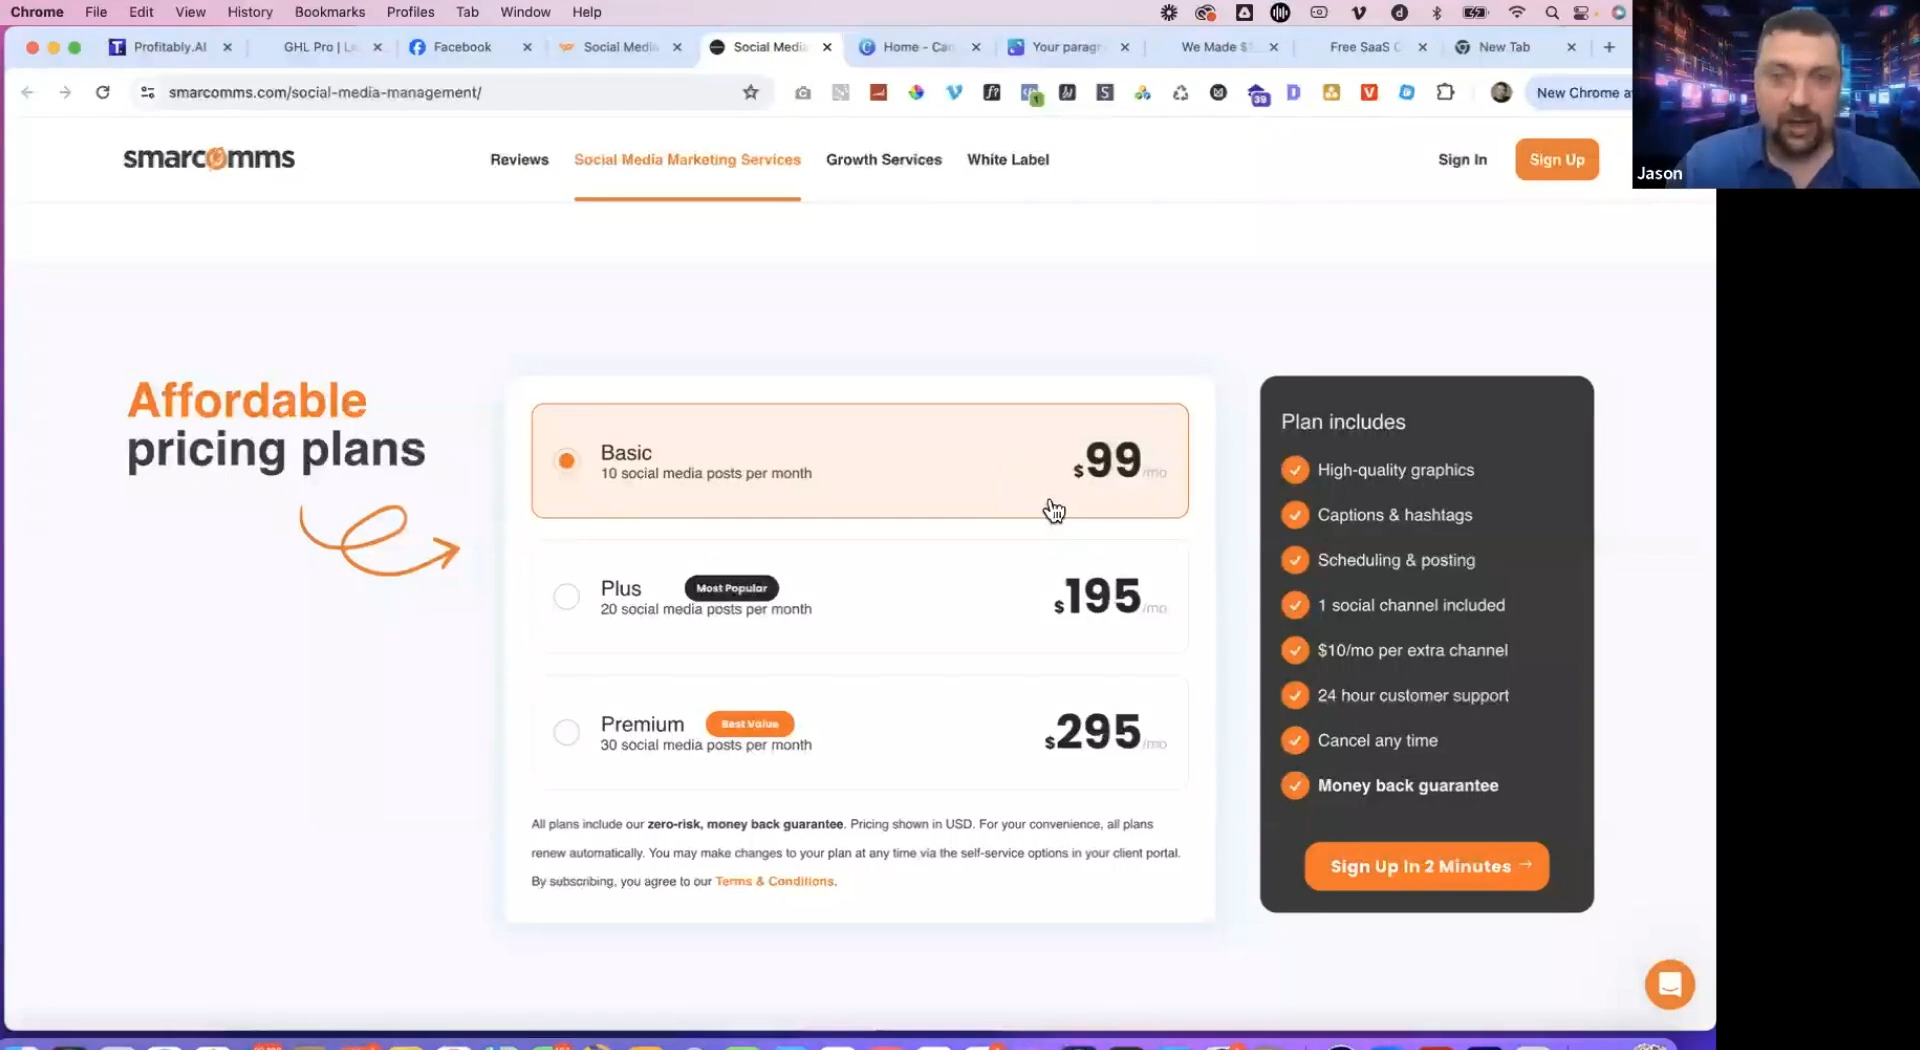 Chrome File Edit View History Bookmarks Profiles Tab Window Help
Profitably.AI GHL Pro | L Facebook Social Medi Social Medi Home - Ca Your paragr We Made $ Free SaaS New Tab
smarcomms.com/social-media-management/
39
New Chrome a
Jason
smarcomms
Reviews Social Media Marketing Services Growth Services White Label Sign In Sign Up
Affordable
pricing plans
Basic
10 social media posts per month
$99/mo
Plus Most Popular
20 social media posts per month
$195/mo
Premium Best Value
30 social media posts per month
$295/mo
All plans include our zero-risk, money back guarantee. Pricing shown in USD. For your convenience, all plans
renew automatically. You may make changes to your plan at any time via the self-service options in your client portal.
By subscribing, you agree to our Terms & Conditions.
Plan includes
High-quality graphics
Captions & hashtags
Scheduling & posting
1 social channel included
$10/mo per extra channel
24 hour customer support
Cancel any time
Money back guarantee
Sign Up In 2 Minutes →